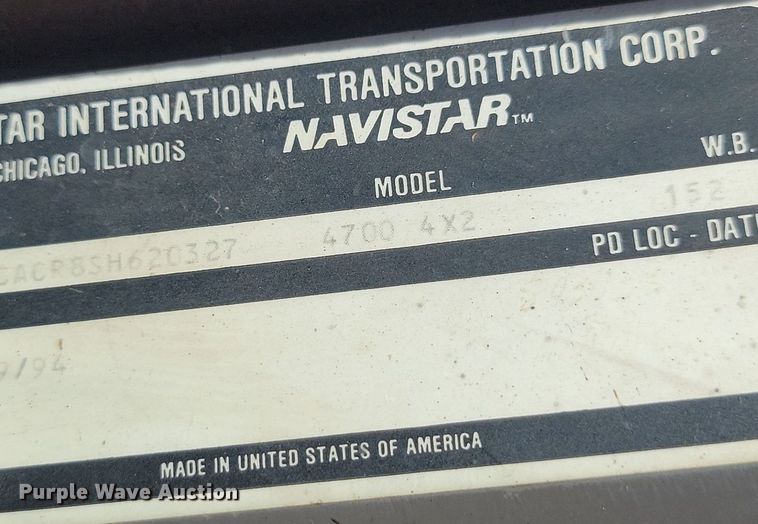 TAR INTERNATIONAL TRANSPORTATION CORP.
CHICAGO, ILLINOIS NAVISTAR™
MODEL W.B.
CACR8SH620327 4700 4X2 152
PD LOC - DAT
9/94
MADE IN UNITED STATES OF AMERICA
Purple Wave Auction